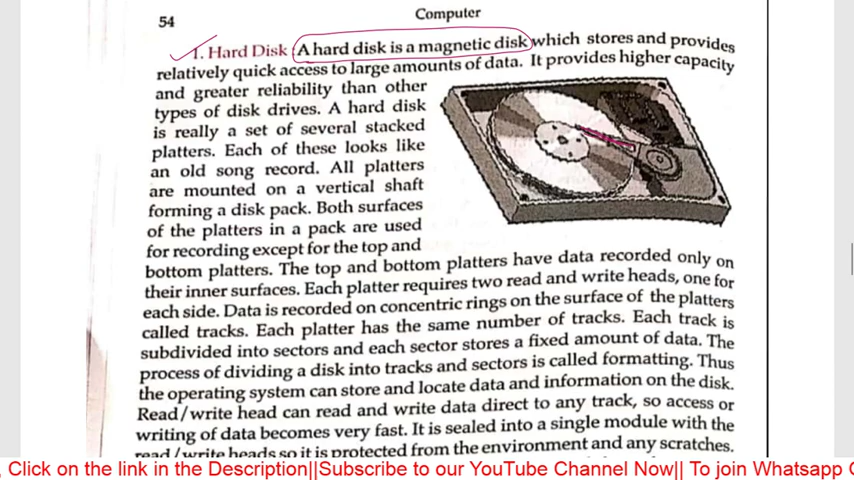 54
Computer
1. Hard Disk : A hard disk is a magnetic disk which stores and provides
relatively quick access to large amounts of data. It provides higher capacity
and greater reliability than other
types of disk drives. A hard disk
is really a set of several stacked
platters. Each of these looks like
an old song record. All platters
are mounted on a vertical shaft
forming a disk pack. Both surfaces
of the platters in a pack are used
for recording except for the top and
bottom platters. The top and bottom platters have data recorded only on
their inner surfaces. Each platter requires two read and write heads, one for
each side. Data is recorded on concentric rings on the surface of the platters
called tracks. Each platter has the same number of tracks. Each track is
subdivided into sectors and each sector stores a fixed amount of data. The
process of dividing a disk into tracks and sectors is called formatting. Thus
the operating system can store and locate data and information on the disk.
Read/write head can read and write data direct to any track, so access or
writing of data becomes very fast. It is sealed into a single module with the
read/write heads so it is protected from the environment and any scratches.
Click on the link in the Description||Subscribe to our YouTube Channel Now|| To join Whatsapp